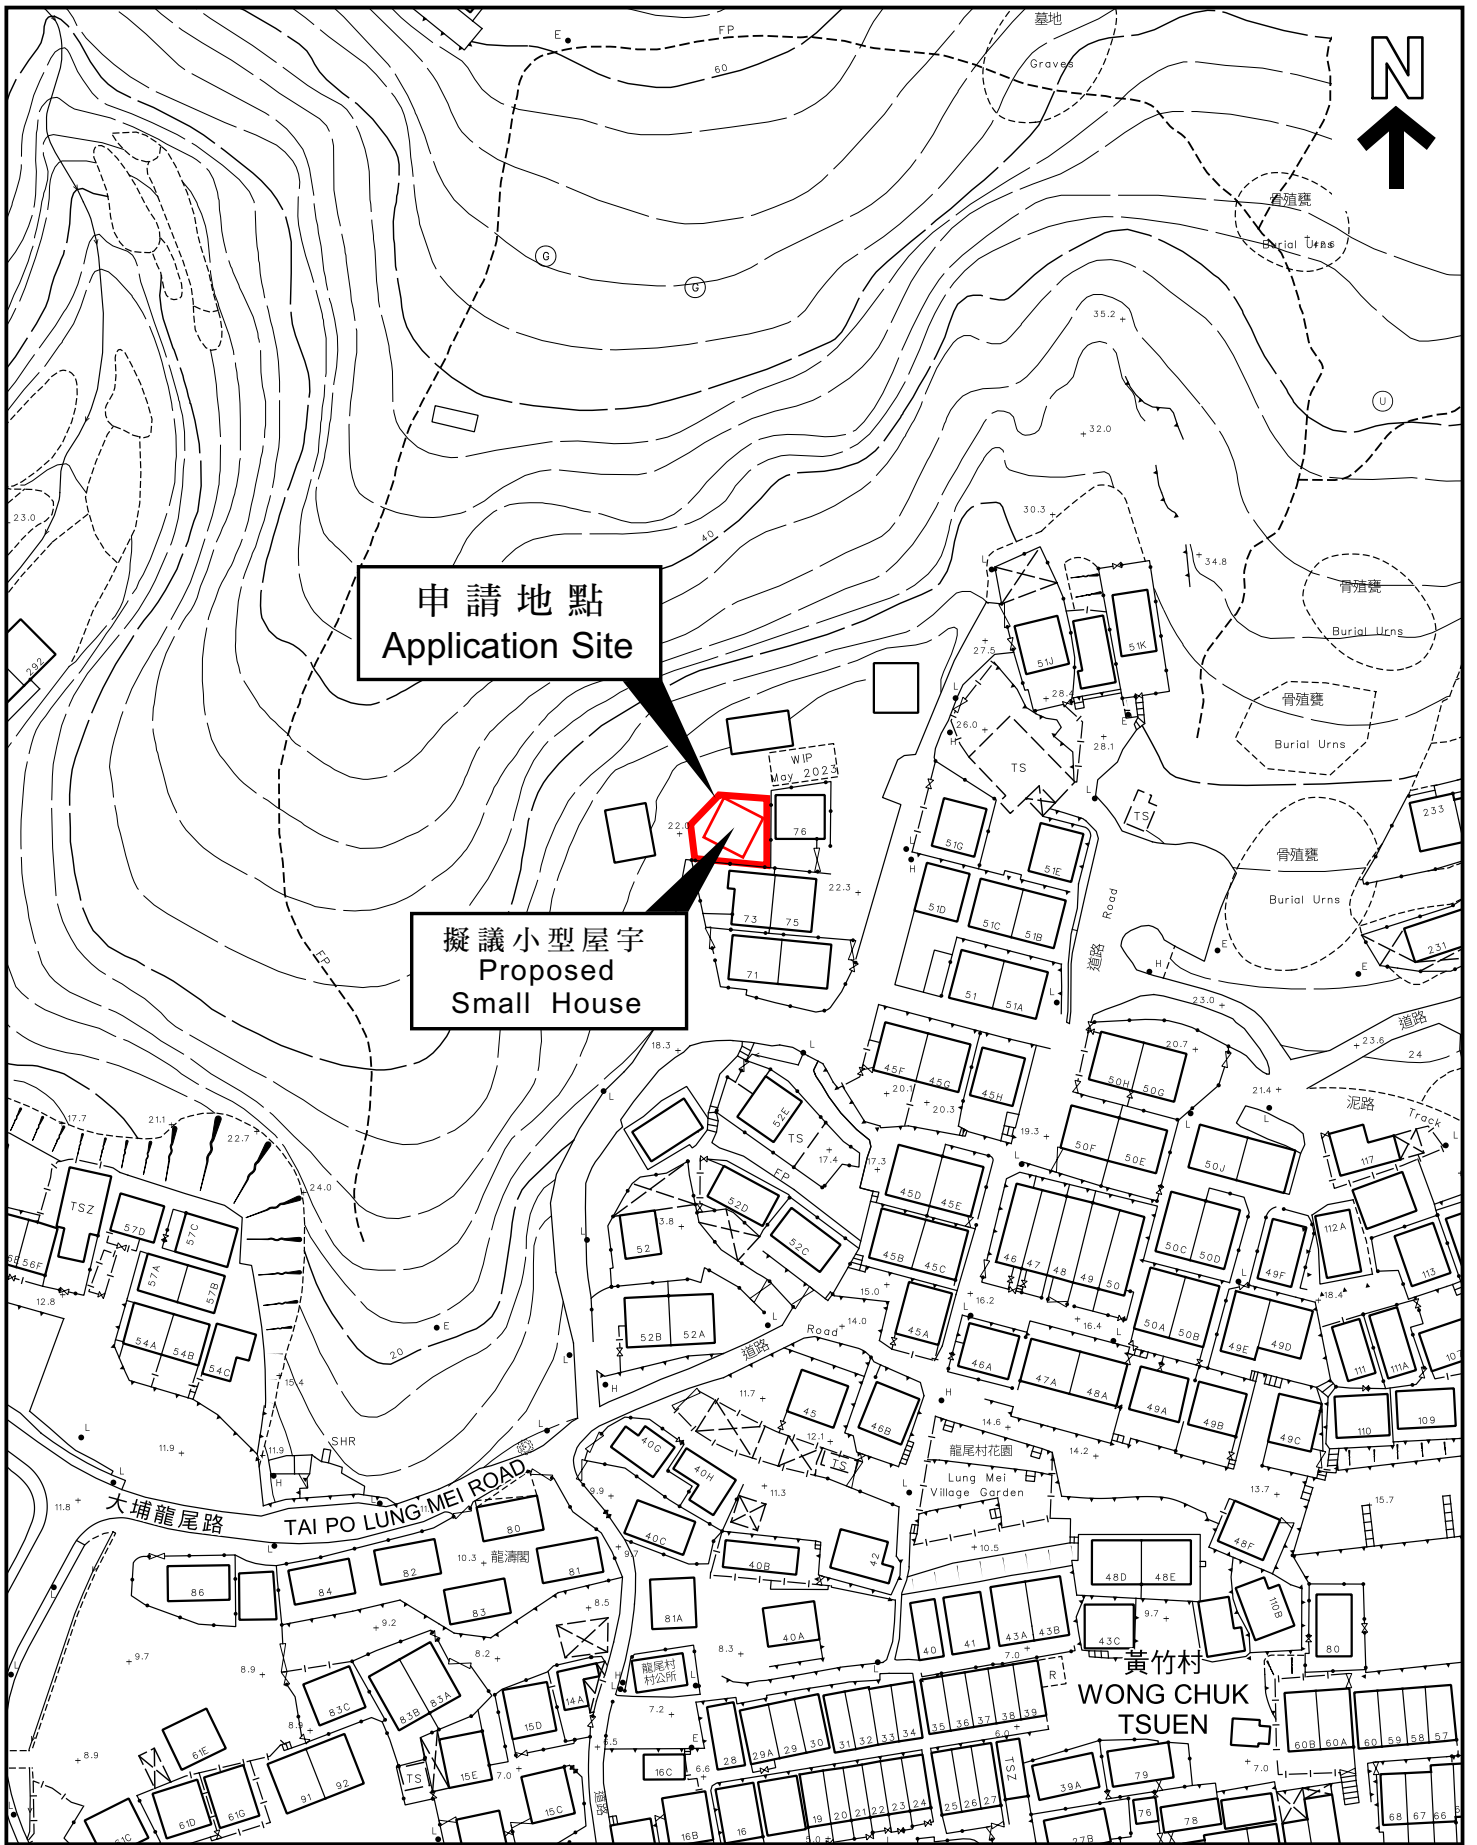 墓地
Graves
E
FP
60
N
骨殖甕
Burial Urns
G
G
35.2
U
32.0
23.0
30.3
40
34.8
申請地點
Application Site
骨殖甕
Burial Urns
292
27.5
51J
51K
28.4
骨殖甕
Burial Urns
26.0
28.1
TS
WIP
May 2023
TS
76
233
51G
51E
骨殖甕
Burial Urns
22.3
51D
51C
51B
道路 Road
73
75
231
擬議小型屋宇
Proposed
Small House
71
FP
51
51A
23.0
道路
23.6
24
18.3
45F
45G
45H
20.7
50H
50G
20.1
20.3
21.4
泥路
Track
17.7
21.1
22.7
52E
TS
17.4
17.3
19.3
50F
50E
50J
117
24.0
FP
TSZ
57D
57C
52D
45D
45E
112A
52
3.8
52C
45B
45C
46
47
48
49
50
50C
50D
49F
113
56F
57A
57B
12.8
15.0
16.2
18.4
54A
54B
54C
E
20
52B
52A
道路
Road
14.0
45A
16.4
50A
50B
49E
49D
111
111A
107
15.4
46A
47A
48A
49A
49B
11.7
45
46B
14.6
49C
110
109
12.1
TS
14.2
龍尾村花園
Lung Mei
Village Garden
11.9
11.9
SHR
40G
40H
11.3
13.7
15.7
11.8
大埔龍尾路
TAI PO LUNG MEI ROAD
9.9
40C
80
48F
10.3
龍濤閣
9.7
40B
42
10.5
86
84
82
81
83
48D
48E
110B
81A
8.5
40A
40
41
43A
43B
43C
9.7
80
9.2
8.3
7.0
黃竹村
WONG CHUK
TSUEN
9.7
8.9
8.2
龍尾村
村公所
R
83C
83B
83A
14A
15D
7.2
35
36
37
38
39
8.9
61E
28
29A
29
30
31
32
33
34
6.0
60B
60A
60
59
58
57
8.9
6.5
TS
15E
7.0
16C
6.6
TSZ
39A
79
7.0
91
92
61D
61G
61C
15C
道路
16B
16
19
20
21
22
23
24
25
26
27
27B
76
78
68
67
66
5.0